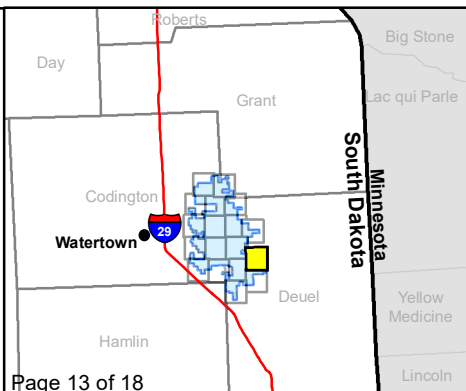 Roberts
Big Stone
Day
Grant
Lac qui Parle
Minnesota
South Dakota
Codington
29
Watertown
Deuel
Yellow
Medicine
Hamlin
Lincoln
Page 13 of 18